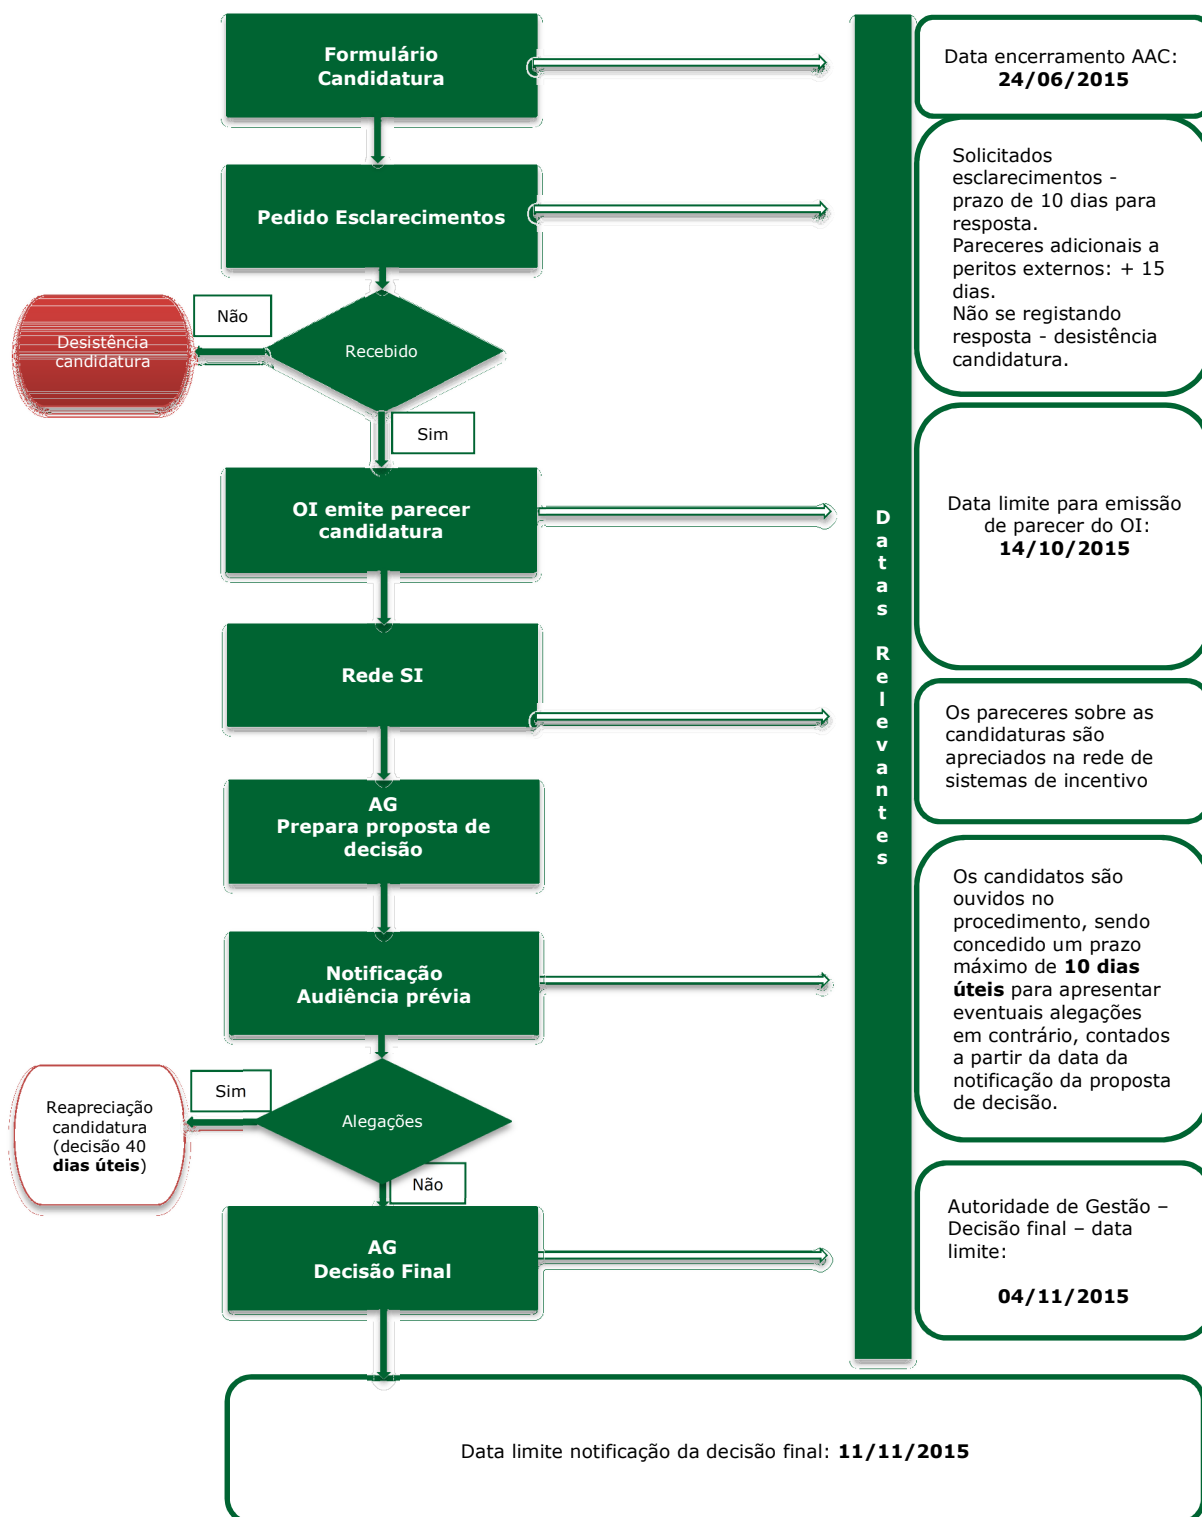 Formulário
Candidatura
Data encerramento AAC:
24/06/2015
Pedido Esclarecimentos
Solicitados
esclarecimentos -
prazo de 10 dias para
resposta.
Pareceres adicionais a
peritos externos: + 15
dias.
Não se registando
resposta - desistência
candidatura.
Não
Desistência
candidatura
Recebido
Sim
OI emite parecer
candidatura
Data limite para emissão
de parecer do OI:
14/10/2015
Datas Relevantes
Rede SI
Os pareceres sobre as
candidaturas são
apreciados na rede de
sistemas de incentivo
AG
Prepara proposta de
decisão
Notificação
Audiência prévia
Os candidatos são
ouvidos no
procedimento, sendo
concedido um prazo
máximo de 10 dias
úteis para apresentar
eventuais alegações
em contrário, contados
a partir da data da
notificação da proposta
de decisão.
Sim
Reapreciação
candidatura
(decisão 40
dias úteis)
Alegações
Não
AG
Decisão Final
Autoridade de Gestão –
Decisão final – data
limite:
04/11/2015
Data limite notificação da decisão final: 11/11/2015